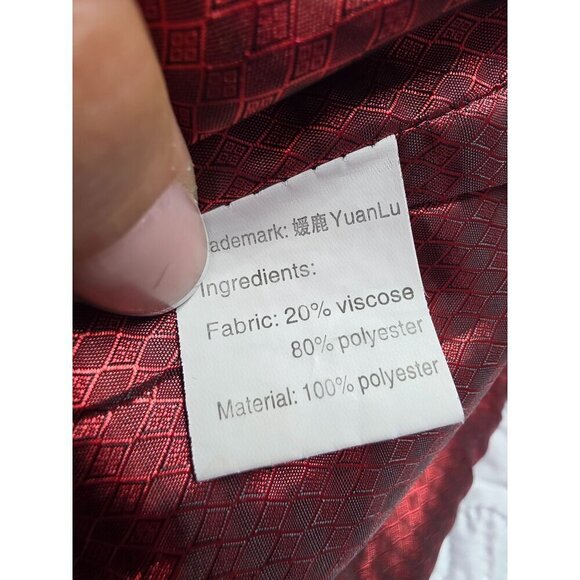 ademark: 媛鹿 YuanLu
Ingredients:
Fabric: 20% viscose
80% polyester
Material: 100% polyester